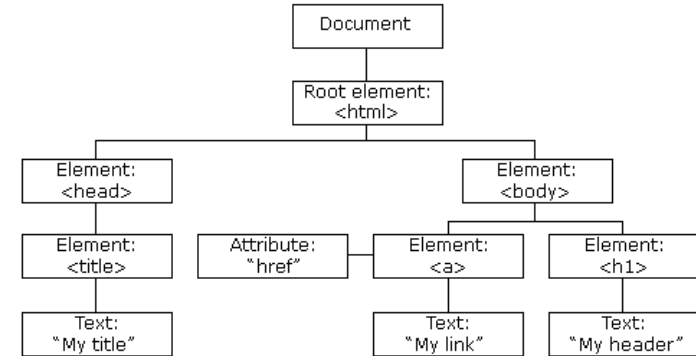 Document
Root element:
<html>
Element:
<head>
Element:
<body>
Element:
<title>
Attribute:
“href”
Element:
<a>
Element:
<h1>
Text:
“My title”
Text:
“My link”
Text:
“My header”